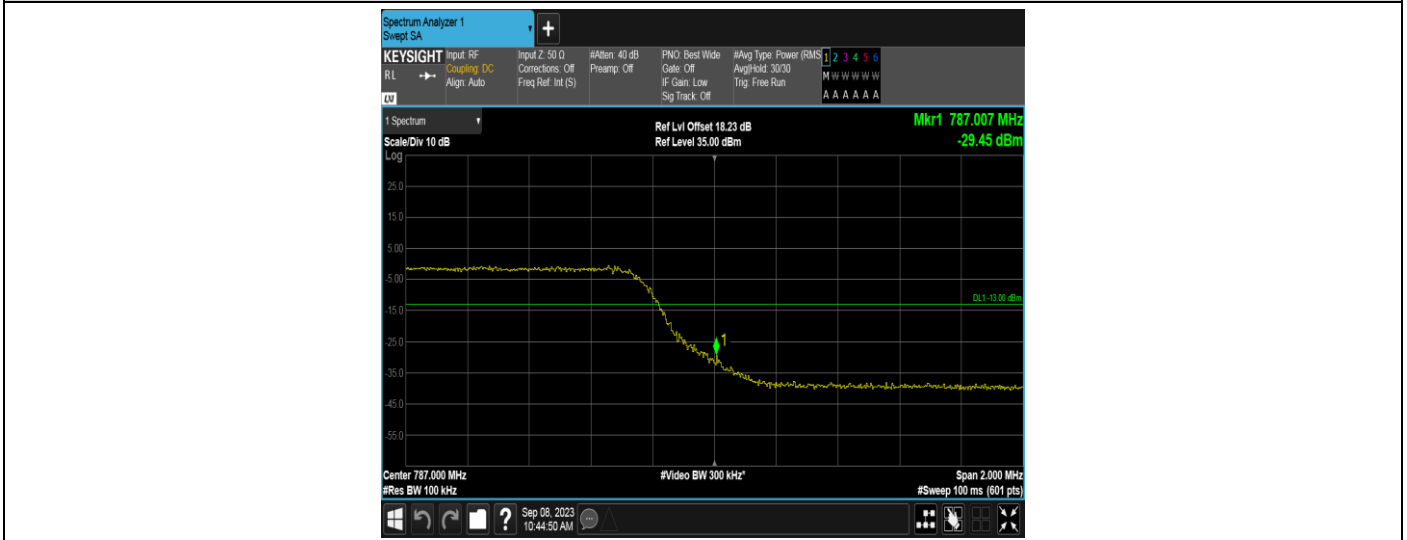 Spectrum Analyzer 1
Swept SA
+
KEYSIGHT
RL
LXI
Input: RF
Coupling: DC
Align: Auto
Input Z: 50 Ω
Corrections: Off
Freq Ref: Int (S)
#Atten: 40 dB
Preamp: Off
PNO: Best Wide
Gate: Off
IF Gain: Low
Sig Track: Off
#Avg Type: Power (RMS
Avg|Hold: 30/30
Trig: Free Run
1 2 3 4 5 6
M W W W W W
A A A A A A
1 Spectrum
Scale/Div 10 dB
Ref Lvl Offset 18.23 dB
Ref Level 35.00 dBm
Mkr1 787.007 MHz
-29.45 dBm
Log
25.0
15.0
5.00
-5.00
-15.0
-25.0
-35.0
-45.0
-55.0
DL1 -13.00 dBm
1
Center 787.000 MHz
#Res BW 100 kHz
#Video BW 300 kHz*
Span 2.000 MHz
#Sweep 100 ms (601 pts)
?
Sep 08, 2023
10:44:50 AM